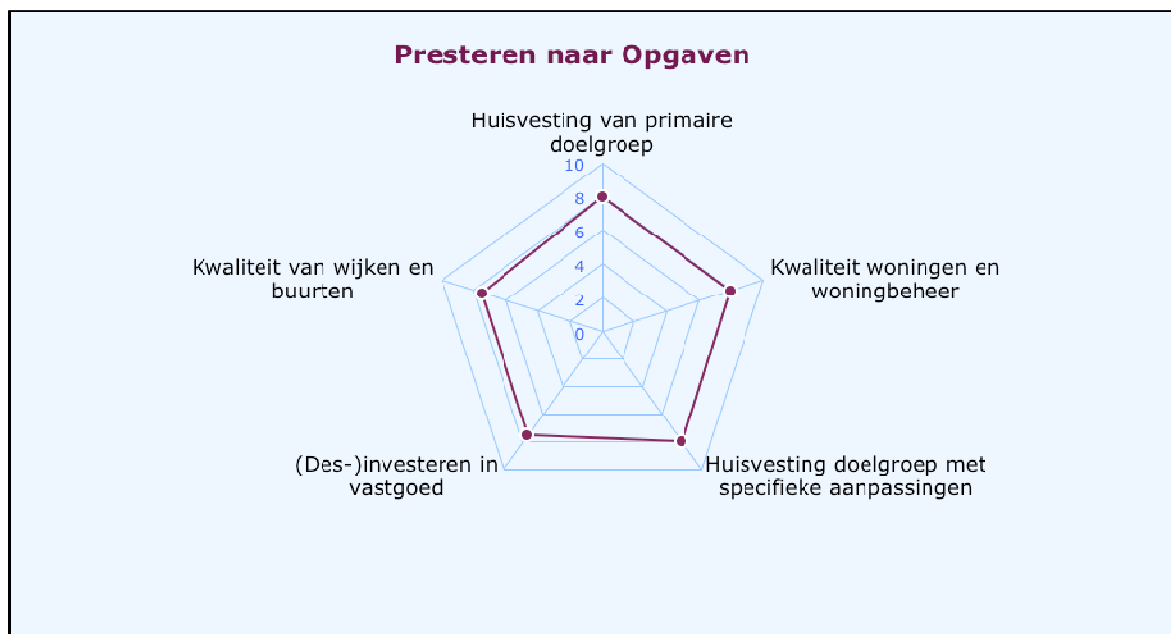 Presteren naar Opgaven
Huisvesting van primaire
doelgroep
10
8
6
4
2
0
Kwaliteit van wijken en
buurten
Kwaliteit woningen en
woningbeheer
(Des-)investeren in
vastgoed
Huisvesting doelgroep met
specifieke aanpassingen